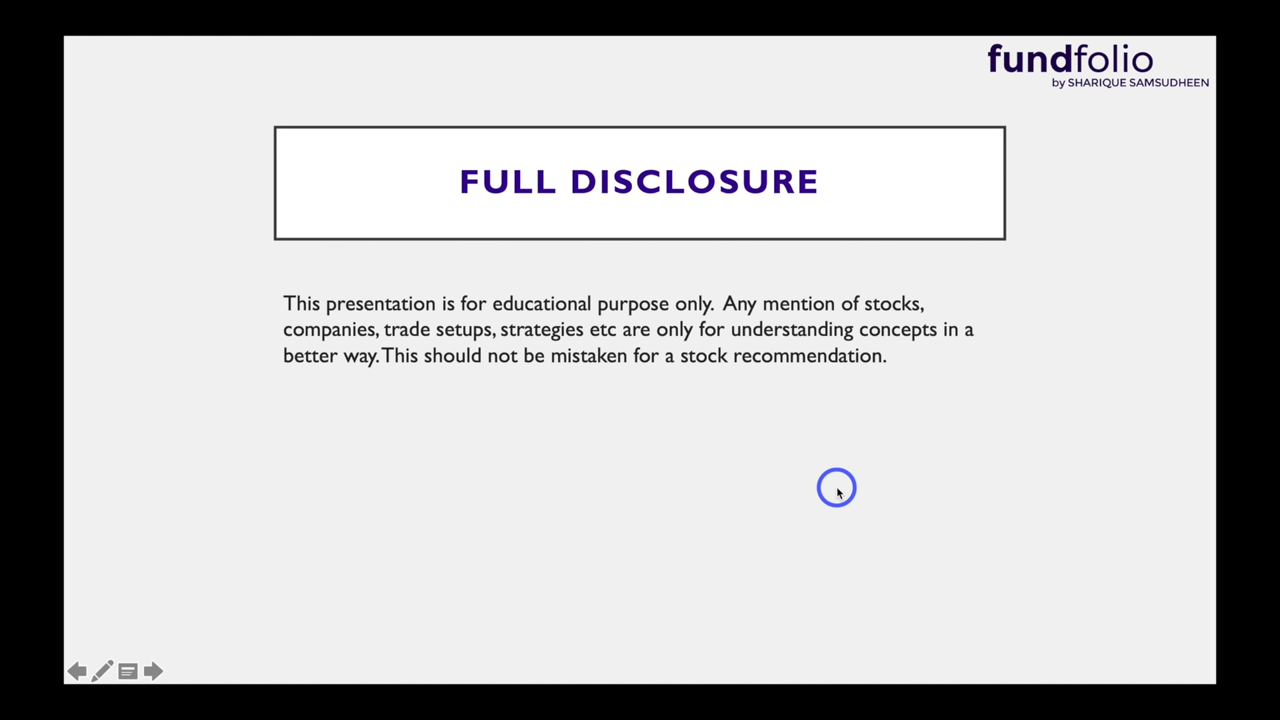 fundfolio
by SHARIQUE SAMSUDHEEN
FULL DISCLOSURE
This presentation is for educational purpose only. Any mention of stocks,
companies, trade setups, strategies etc are only for understanding concepts in a
better way. This should not be mistaken for a stock recommendation.